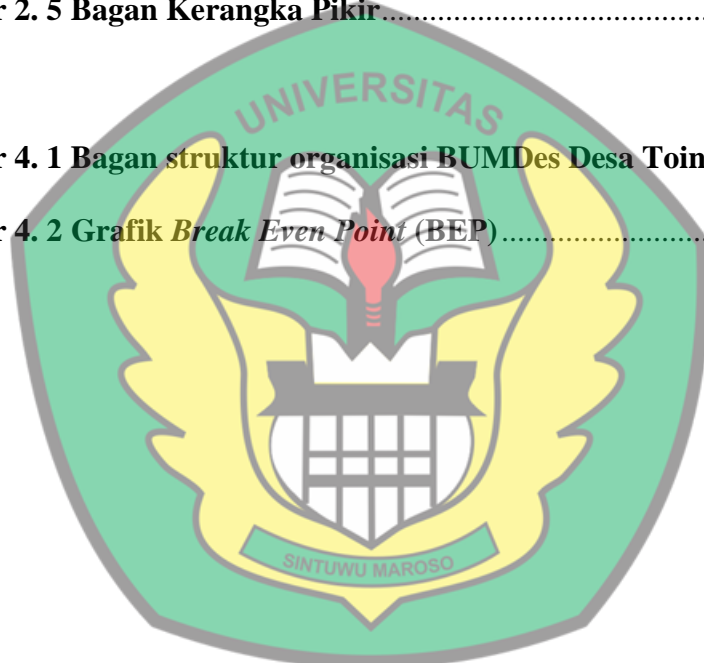 r 2. 5 Bagan Kerangka Pikir
UNIVERSITAS
r 4. 1 Bagan struktur organisasi BUMDes Desa Toin
r 4. 2 Grafik Break Even Point (BEP)
SINTUWU MAROSO